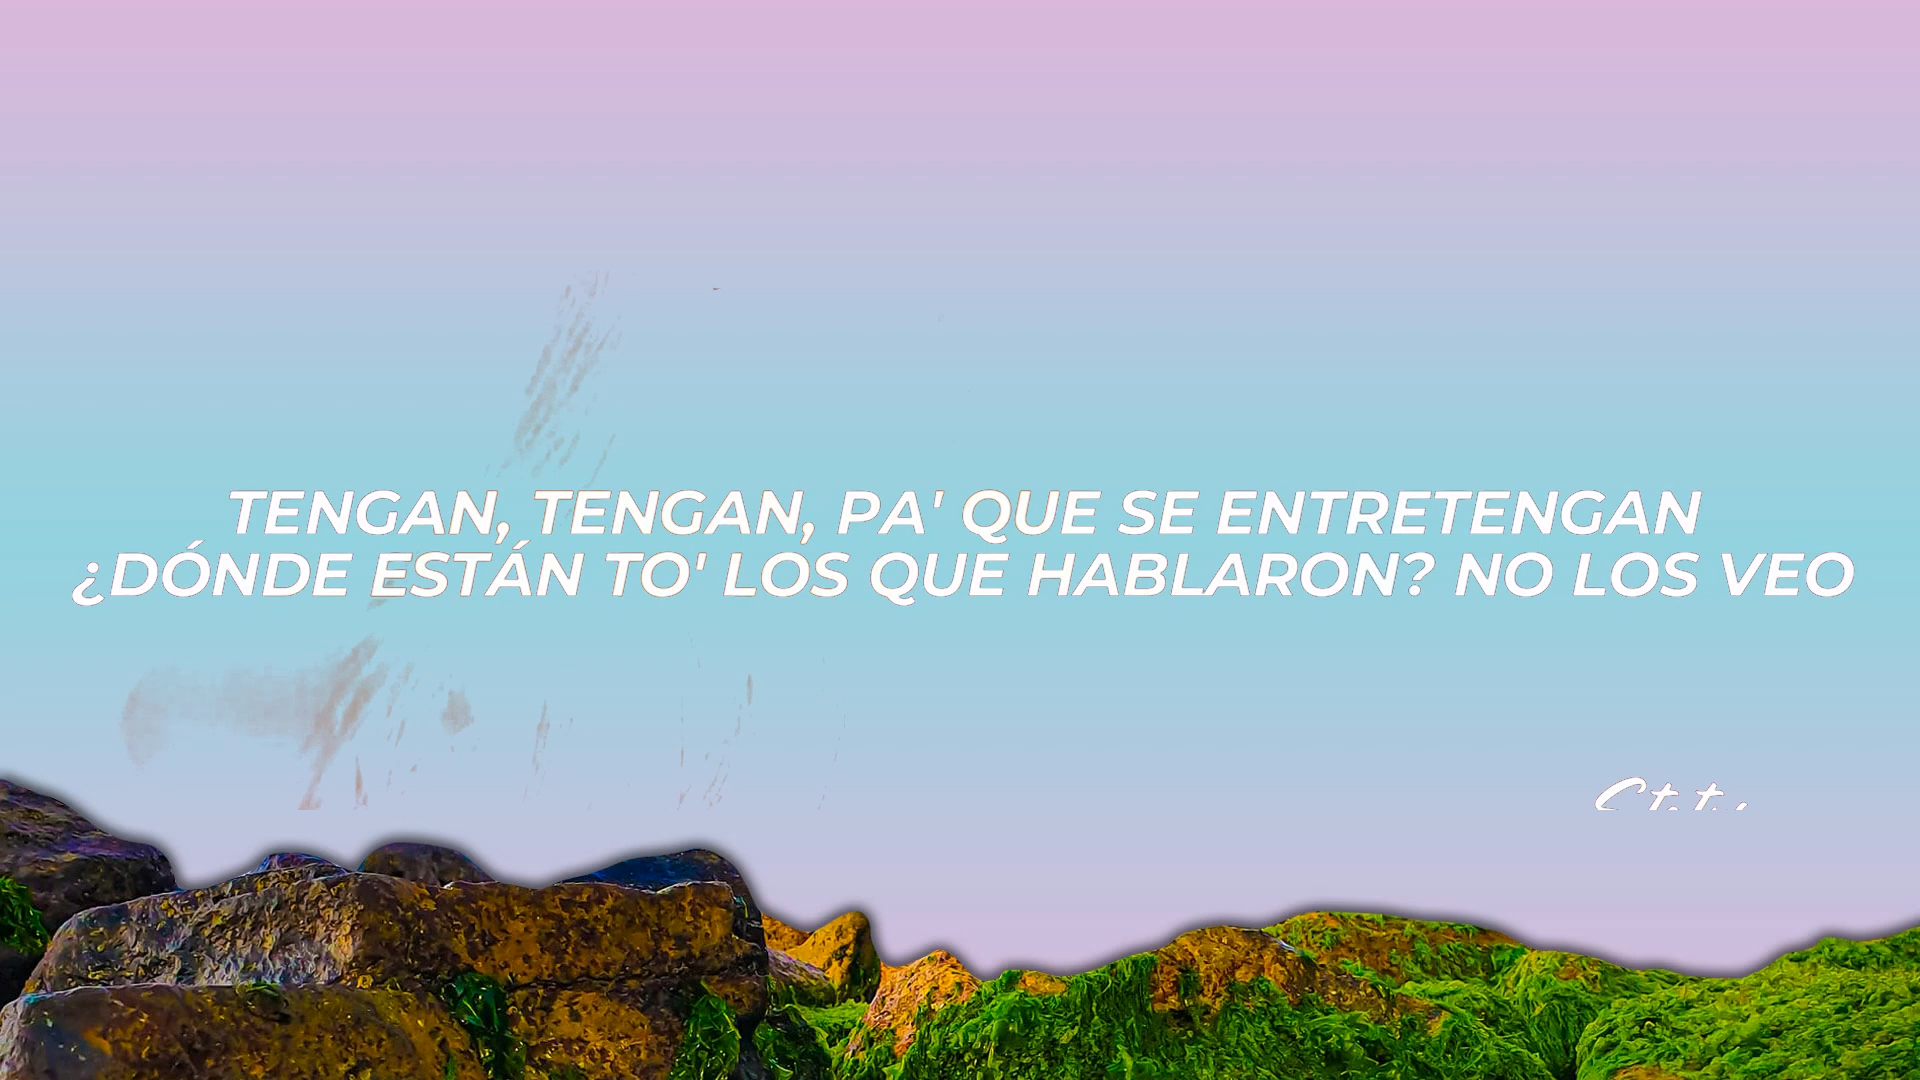 TENGAN, TENGAN, PA' QUE SE ENTRETENGAN
¿DÓNDE ESTÁN TO' LOS QUE HABLARON? NO LOS VEO